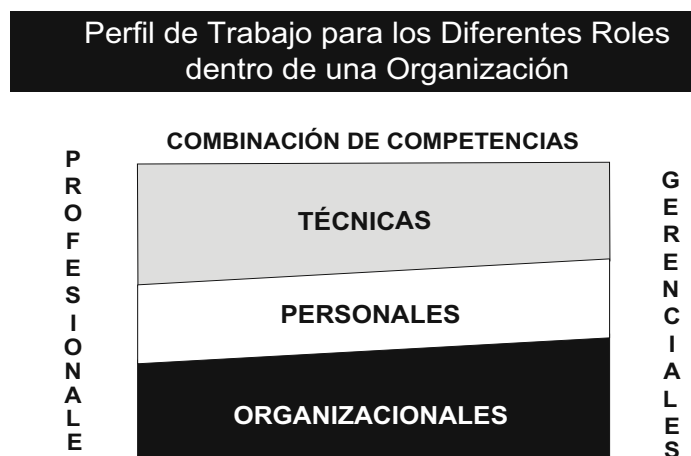 Perfil de Trabajo para los Diferentes Roles
dentro de una Organización
COMBINACIÓN DE COMPETENCIAS
PROFESIONALE
TÉCNICAS
PERSONALES
ORGANIZACIONALES
GERENCIALES